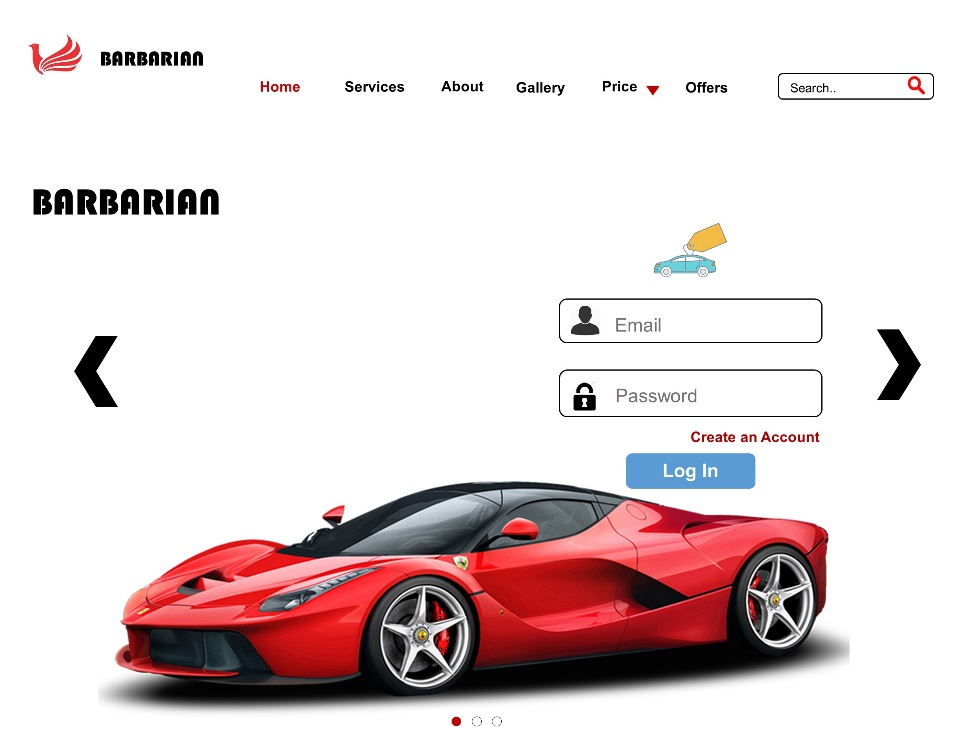 BARBARIAN
Home Services About Gallery Price Offers Search..
BARBARIAN
Email
Password
Create an Account
Log In